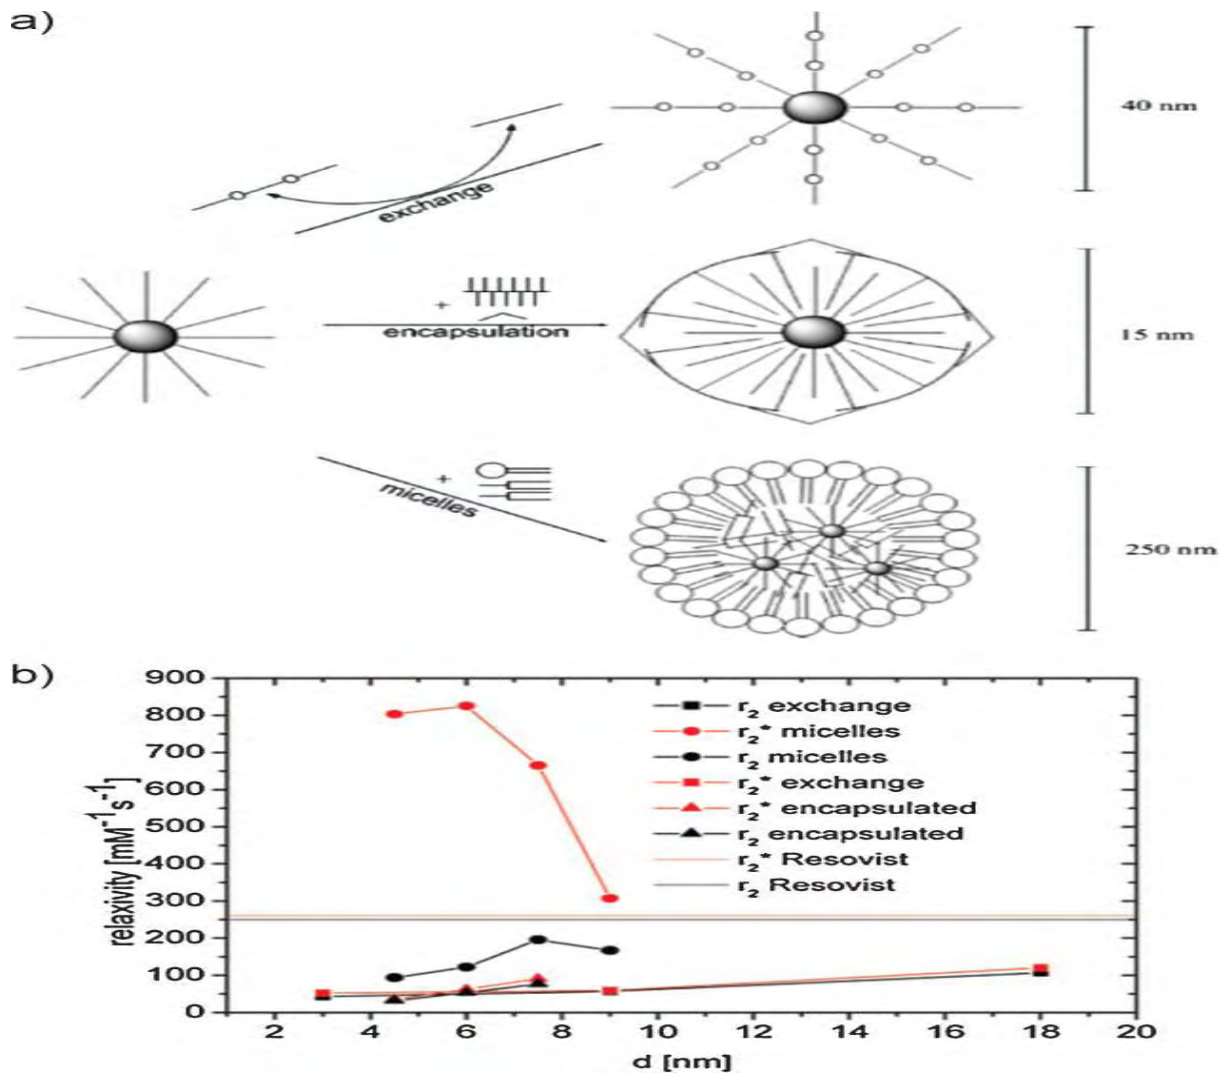 a)
40 nm
exchange
+
encapsulation
15 nm
+
micelles
250 nm
b)
900
800
700
600
500
400
300
200
100
0
relaxivity [mM⁻¹s⁻¹]
r₂ exchange
r₂* micelles
r₂ micelles
r₂* exchange
r₂* encapsulated
r₂ encapsulated
r₂* Resovist
r₂ Resovist
2 4 6 8 10 12 14 16 18 20
d [nm]